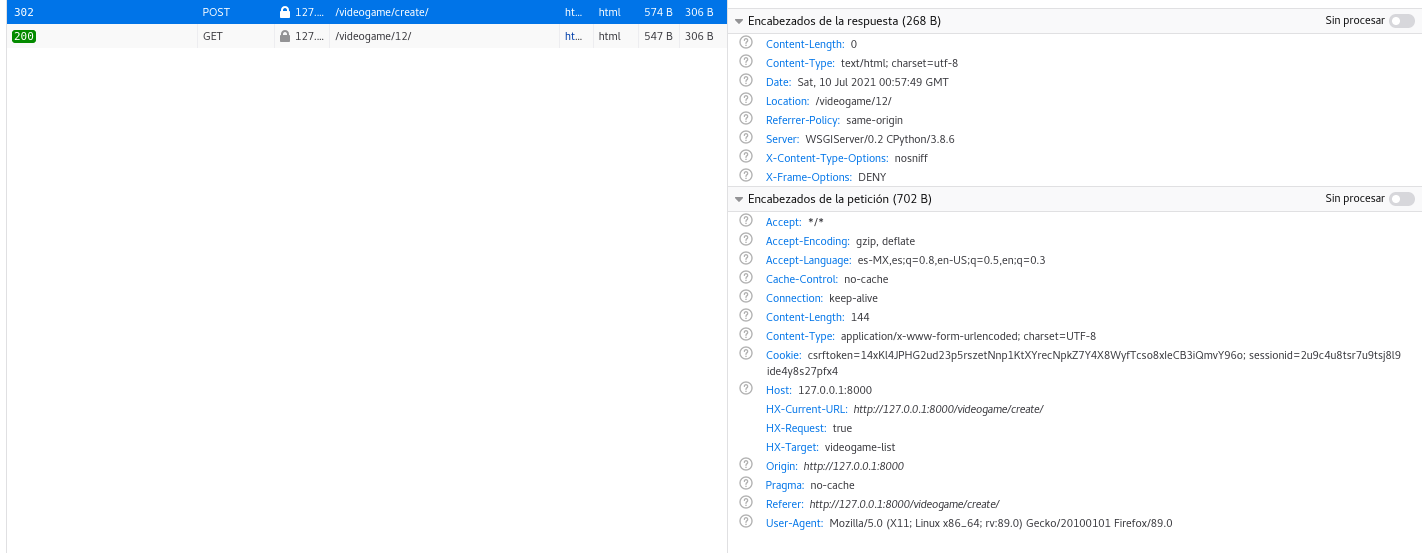 302 POST 127.... /videogame/create/ ht... html 574 B 306 B
200 GET 127.... /videogame/12/ ht... html 547 B 306 B
Encabezados de la respuesta (268 B) Sin procesar
Content-Length: 0
Content-Type: text/html; charset=utf-8
Date: Sat, 10 Jul 2021 00:57:49 GMT
Location: /videogame/12/
Referrer-Policy: same-origin
Server: WSGIServer/0.2 CPython/3.8.6
X-Content-Type-Options: nosniff
X-Frame-Options: DENY
Encabezados de la petición (702 B) Sin procesar
Accept: */*
Accept-Encoding: gzip, deflate
Accept-Language: es-MX,es;q=0.8,en-US;q=0.5,en;q=0.3
Cache-Control: no-cache
Connection: keep-alive
Content-Length: 144
Content-Type: application/x-www-form-urlencoded; charset=UTF-8
Cookie: csrftoken=14xKl4JPHG2ud23p5rszetNnp1KtXYrecNpkZ7Y4X8WyfTcso8xIeCB3iQmvY96o; sessionid=2u9c4u8tsr7u9tsj8l9
ide4y8s27pfx4
Host: 127.0.0.1:8000
HX-Current-URL: http://127.0.0.1:8000/videogame/create/
HX-Request: true
HX-Target: videogame-list
Origin: http://127.0.0.1:8000
Pragma: no-cache
Referer: http://127.0.0.1:8000/videogame/create/
User-Agent: Mozilla/5.0 (X11; Linux x86_64; rv:89.0) Gecko/20100101 Firefox/89.0